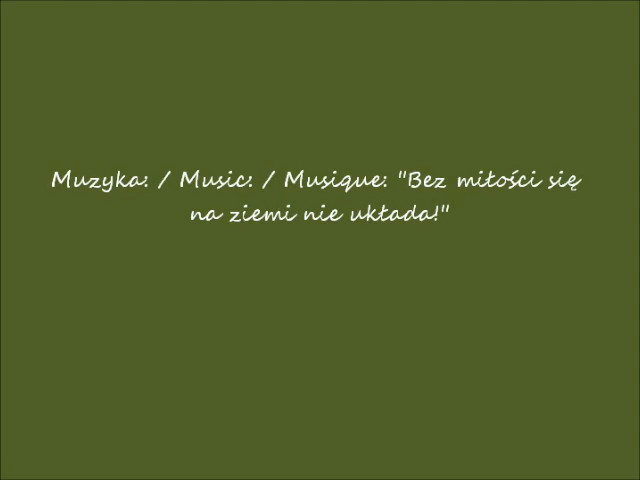 Muzyka: / Music: / Musique: "Bez miłości się
na ziemi nie układa!"